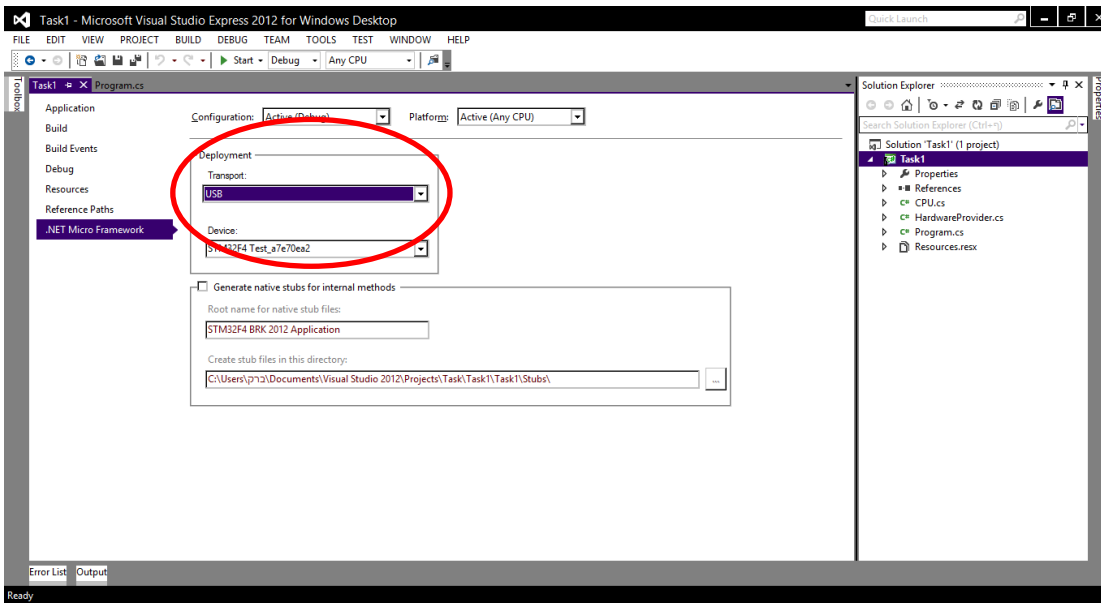 Task1 - Microsoft Visual Studio Express 2012 for Windows Desktop
Quick Launch
FILE EDIT VIEW PROJECT BUILD DEBUG TEAM TOOLS TEST WINDOW HELP
Start Debug Any CPU
Toolbox
Task1 Program.cs
Application
Build
Build Events
Debug
Resources
Reference Paths
.NET Micro Framework
Configuration: Active (Debug) Platform: Active (Any CPU)
Deployment
Transport:
USB
Device:
STM32F4 Test_a7e70ea2
Generate native stubs for internal methods
Root name for native stub files:
STM32F4 BRK 2012 Application
Create stub files in this directory:
C:\Users\ברק\Documents\Visual Studio 2012\Projects\Task\Task1\Task1\Stubs\
...
Solution Explorer
Search Solution Explorer (Ctrl+ך)
Solution 'Task1' (1 project)
Task1
Properties
References
C# CPU.cs
C# HardwareProvider.cs
C# Program.cs
Resources.resx
Properties
Error List Output
Ready